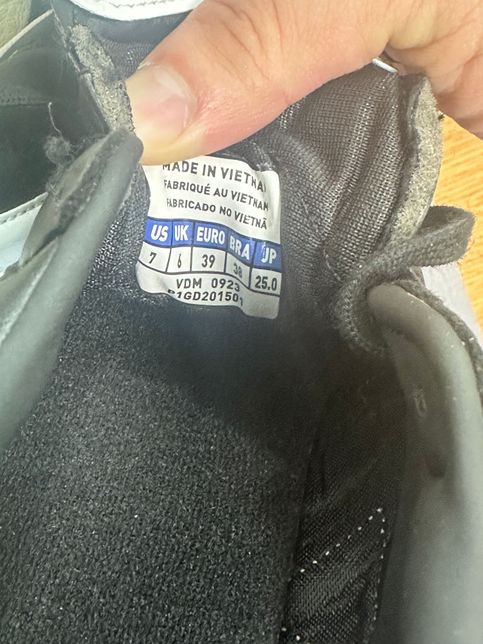 MADE IN VIETNAM
FABRIQUÉ AU VIETNAM
FABRICADO NO VIETNÃ
US UK EURO BRA JP
7 6 39 38 25.0
VDM 0923
P1GD201501